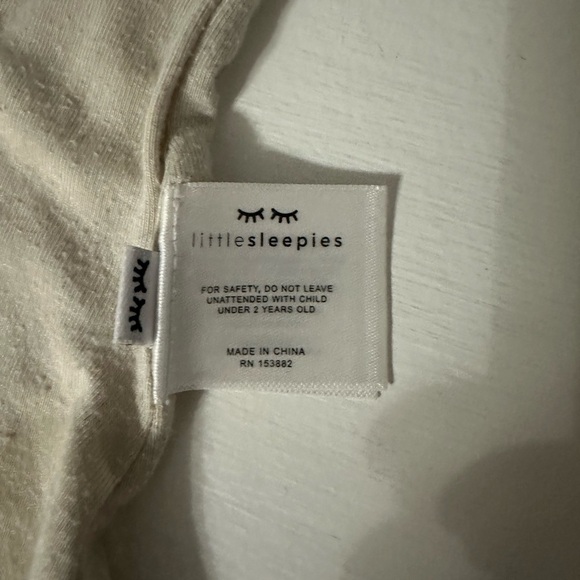 littlesleepies
FOR SAFETY, DO NOT LEAVE
UNATTENDED WITH CHILD
UNDER 2 YEARS OLD
MADE IN CHINA
RN 153882